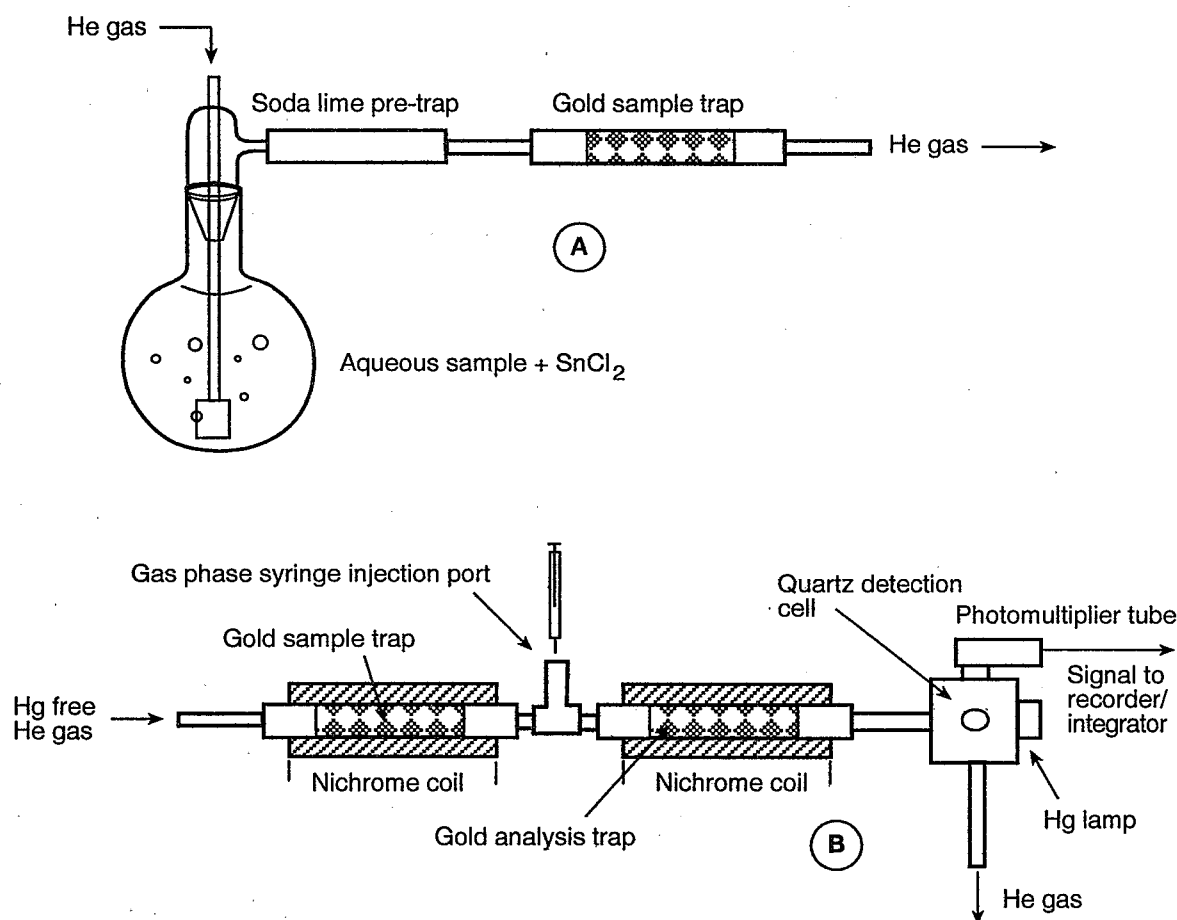 He gas
Soda lime pre-trap
Gold sample trap
He gas
A
Aqueous sample + SnCl2
Gas phase syringe injection port
Quartz detection
cell
Photomultiplier tube
Gold sample trap
Signal to
recorder/
integrator
Hg free
He gas
Nichrome coil
Nichrome coil
Hg lamp
Gold analysis trap
B
He gas